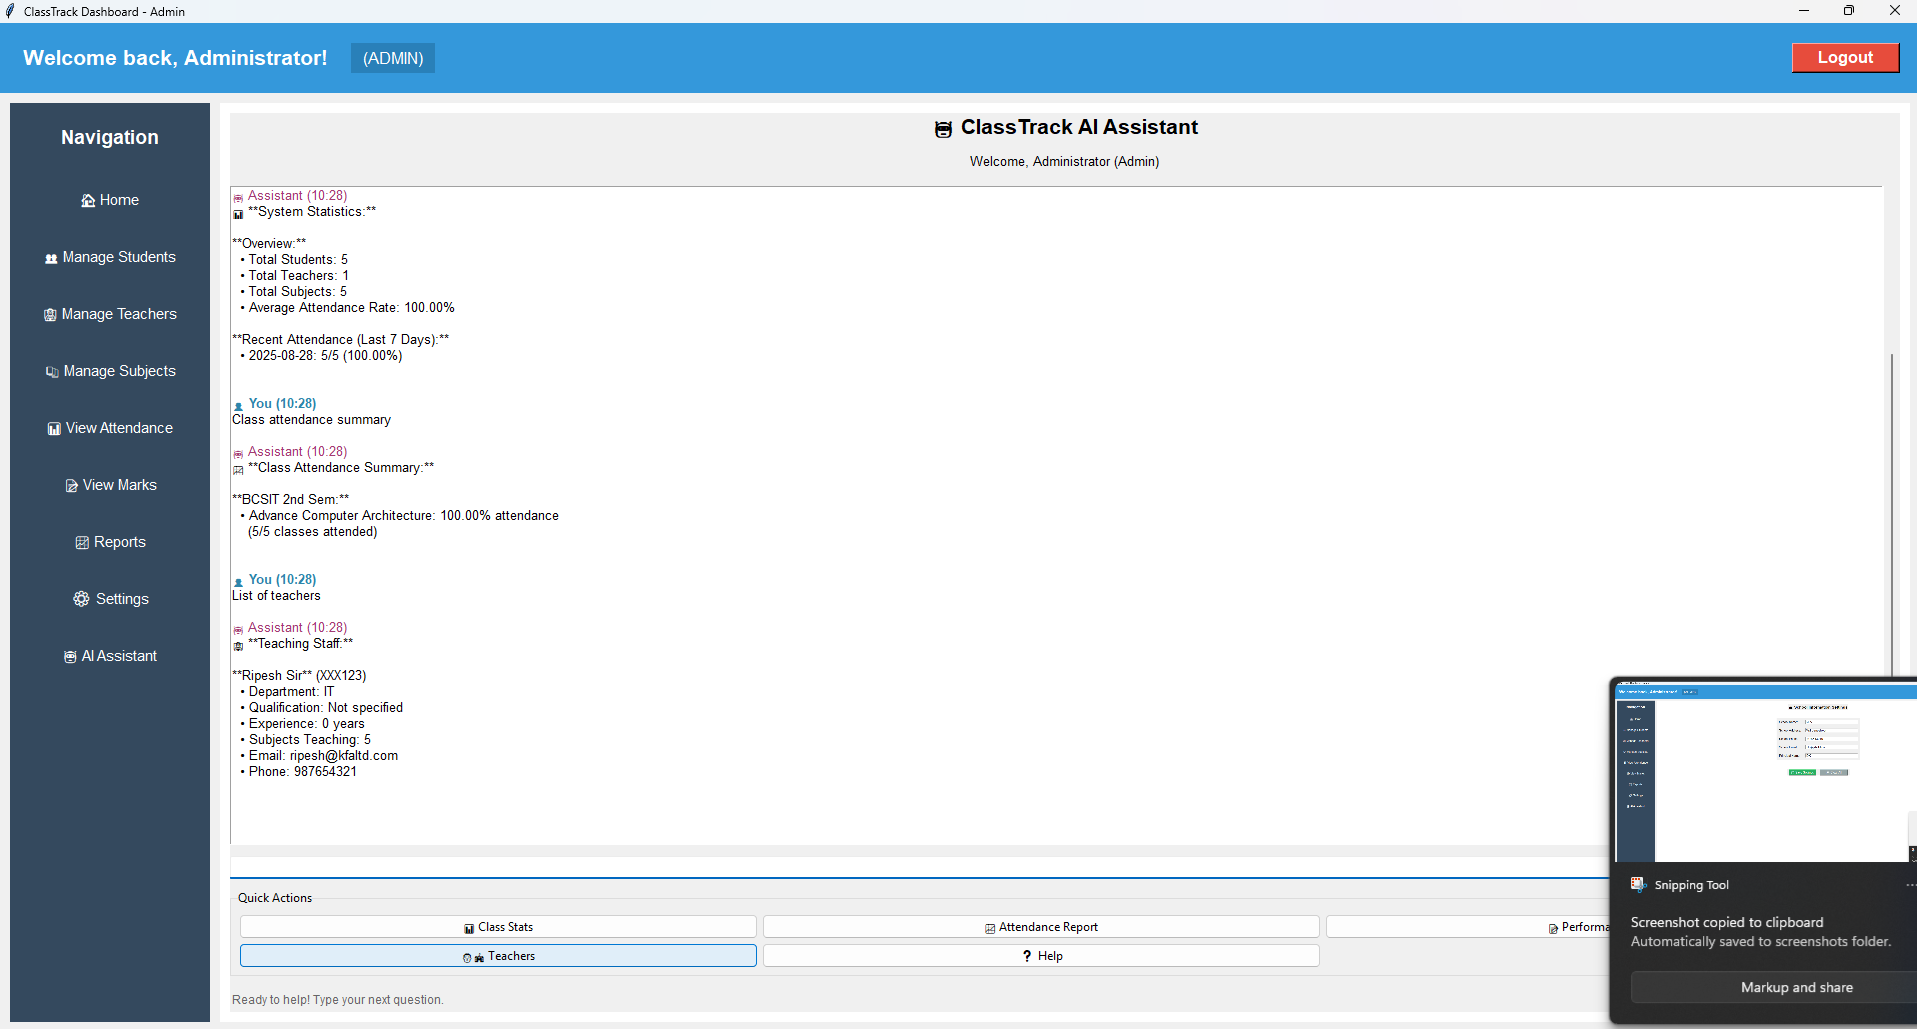 ClassTrack Dashboard - Admin
Welcome back, Administrator!
(ADMIN)
Logout
Navigation
Home
Manage Students
Manage Teachers
Manage Subjects
View Attendance
View Marks
Reports
Settings
AI Assistant
ClassTrack AI Assistant
Welcome, Administrator (Admin)
Assistant (10:28)
**System Statistics:**
**Overview:**
• Total Students: 5
• Total Teachers: 1
• Total Subjects: 5
• Average Attendance Rate: 100.00%
**Recent Attendance (Last 7 Days):**
• 2025-08-28: 5/5 (100.00%)
You (10:28)
Class attendance summary
Assistant (10:28)
**Class Attendance Summary:**
**BCSIT 2nd Sem:**
• Advance Computer Architecture: 100.00% attendance
(5/5 classes attended)
You (10:28)
List of teachers
Assistant (10:28)
**Teaching Staff:**
**Ripesh Sir** (XXX123)
• Department: IT
• Qualification: Not specified
• Experience: 0 years
• Subjects Teaching: 5
• Email: ripesh@kfaltd.com
• Phone: 987654321
Quick Actions
Class Stats
Attendance Report
Performa
Teachers
? Help
Ready to help! Type your next question.
Snipping Tool
Screenshot copied to clipboard
Automatically saved to screenshots folder.
Markup and share